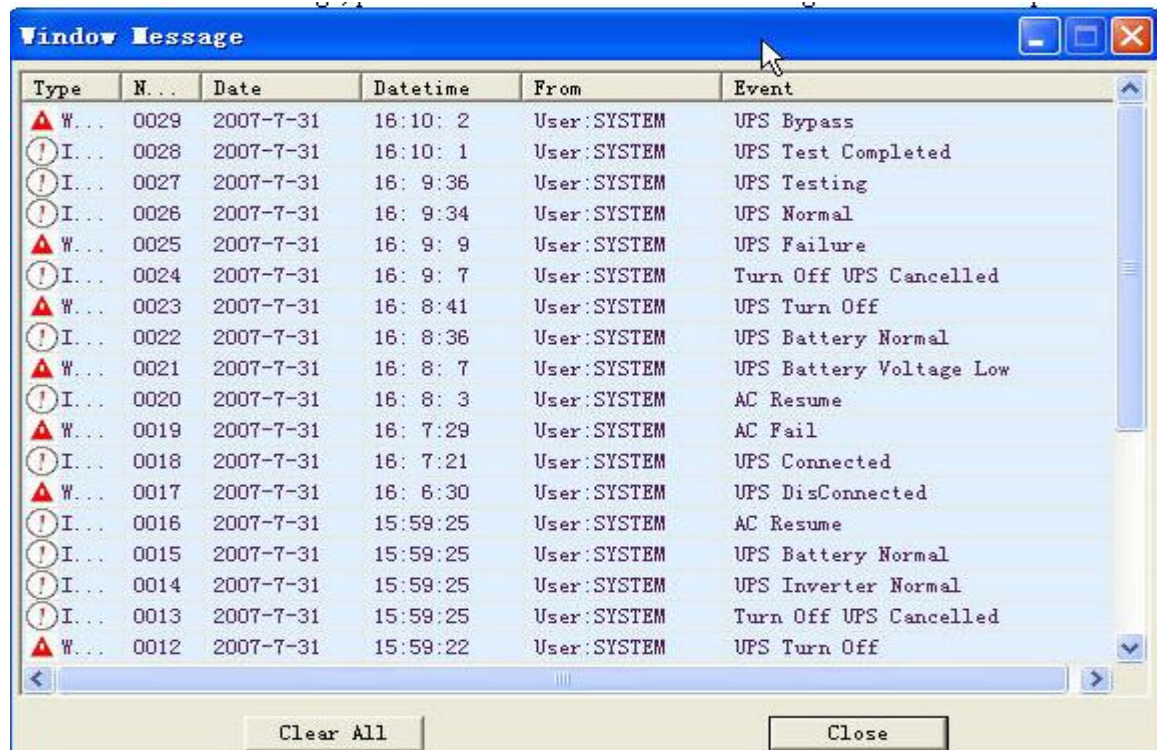 Window Message
Type N... Date Datetime From Event
W... 0029 2007-7-31 16:10: 2 User:SYSTEM UPS Bypass
I... 0028 2007-7-31 16:10: 1 User:SYSTEM UPS Test Completed
I... 0027 2007-7-31 16: 9:36 User:SYSTEM UPS Testing
I... 0026 2007-7-31 16: 9:34 User:SYSTEM UPS Normal
W... 0025 2007-7-31 16: 9: 9 User:SYSTEM UPS Failure
I... 0024 2007-7-31 16: 9: 7 User:SYSTEM Turn Off UPS Cancelled
W... 0023 2007-7-31 16: 8:41 User:SYSTEM UPS Turn Off
I... 0022 2007-7-31 16: 8:36 User:SYSTEM UPS Battery Normal
W... 0021 2007-7-31 16: 8: 7 User:SYSTEM UPS Battery Voltage Low
I... 0020 2007-7-31 16: 8: 3 User:SYSTEM AC Resume
W... 0019 2007-7-31 16: 7:29 User:SYSTEM AC Fail
I... 0018 2007-7-31 16: 7:21 User:SYSTEM UPS Connected
W... 0017 2007-7-31 16: 6:30 User:SYSTEM UPS DisConnected
I... 0016 2007-7-31 15:59:25 User:SYSTEM AC Resume
I... 0015 2007-7-31 15:59:25 User:SYSTEM UPS Battery Normal
I... 0014 2007-7-31 15:59:25 User:SYSTEM UPS Inverter Normal
I... 0013 2007-7-31 15:59:25 User:SYSTEM Turn Off UPS Cancelled
W... 0012 2007-7-31 15:59:22 User:SYSTEM UPS Turn Off
Clear All Close